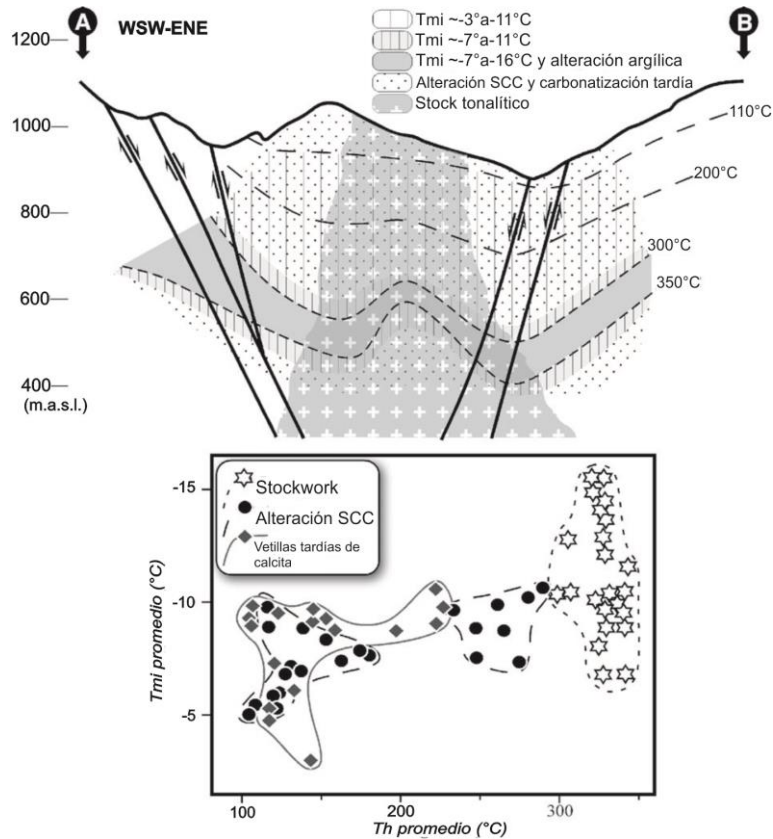 A
WSW-ENE
B
Tmi ~-3°a-11°C
Tmi ~-7°a-11°C
Tmi ~-7°a-16°C y alteración argílica
Alteración SCC y carbonatización tardía
Stock tonalítico
1200
1000
800
600
400
(m.a.s.l.)
110°C
200°C
300°C
350°C
Stockwork
Alteración SCC
Vetillas tardías de
calcita
Tmi promedio (°C)
-15
-10
-5
100
200
300
Th promedio (°C)